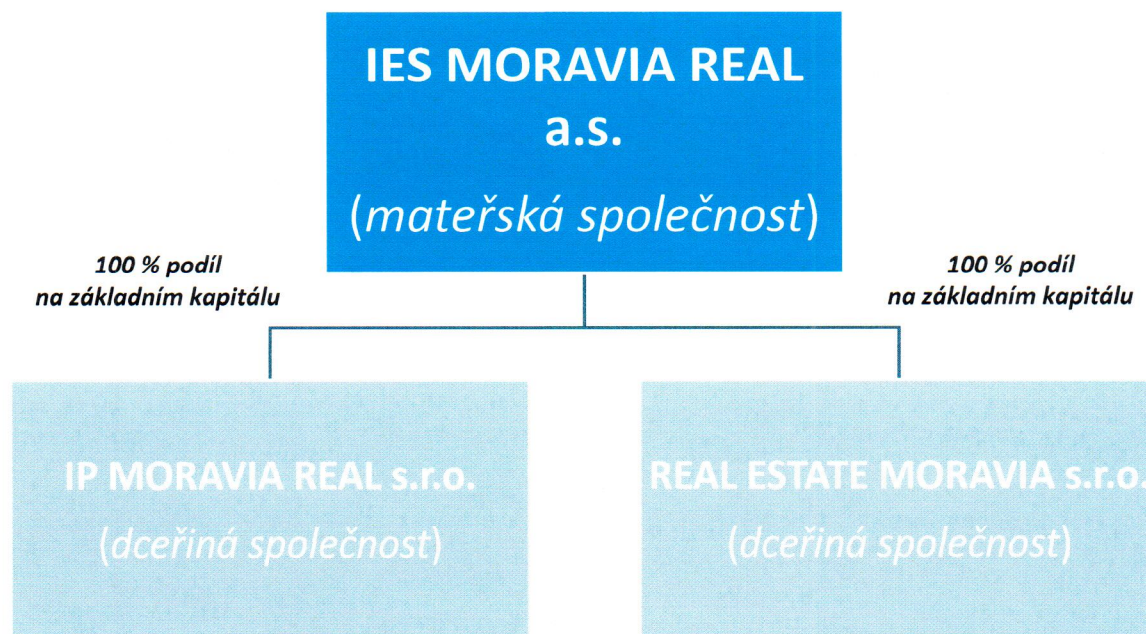 IES MORAVIA REAL
a.s.
(mateřská společnost)
100 % podíl
na základním kapitálu
100 % podíl
na základním kapitálu
IP MORAVIA REAL s.r.o.
(dceřiná společnost)
REAL ESTATE MORAVIA s.r.o.
(dceřiná společnost)